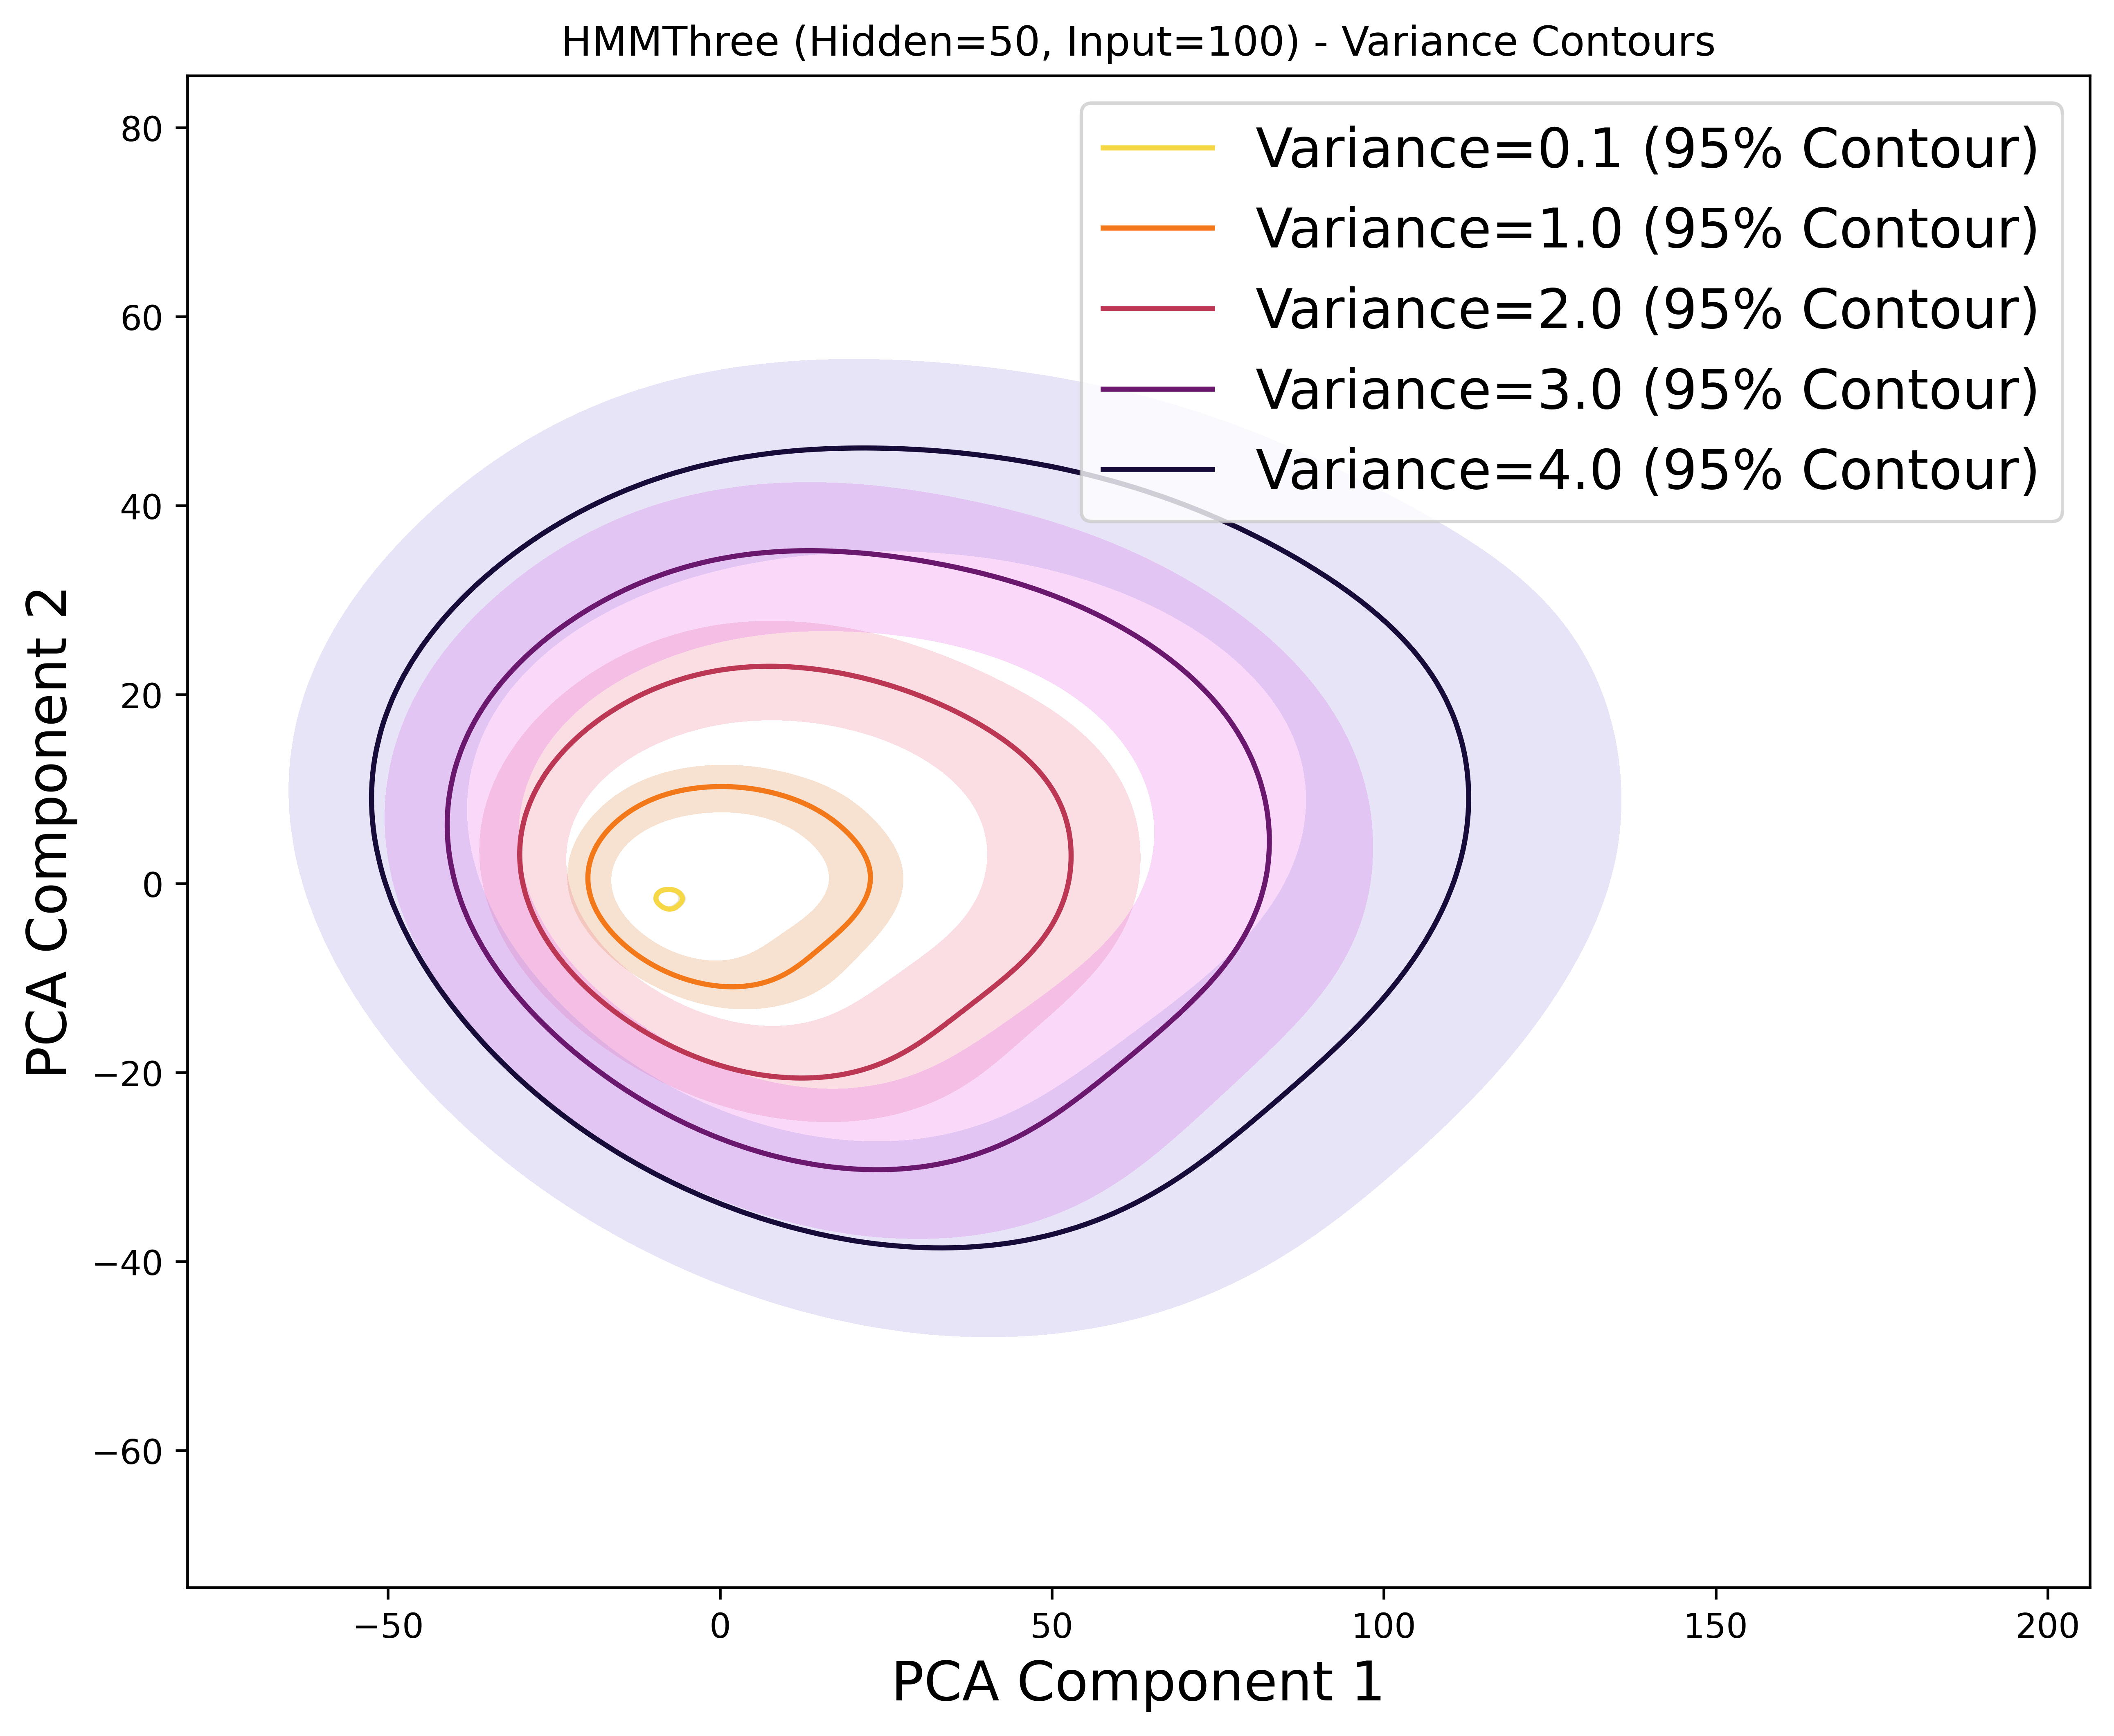 HMMThree (Hidden=50, Input=100) - Variance Contours
Variance=0.1 (95% Contour)
Variance=1.0 (95% Contour)
Variance=2.0 (95% Contour)
Variance=3.0 (95% Contour)
Variance=4.0 (95% Contour)
PCA Component 2
80
60
40
20
0
−20
−40
−60
−50
0
50
100
150
200
PCA Component 1